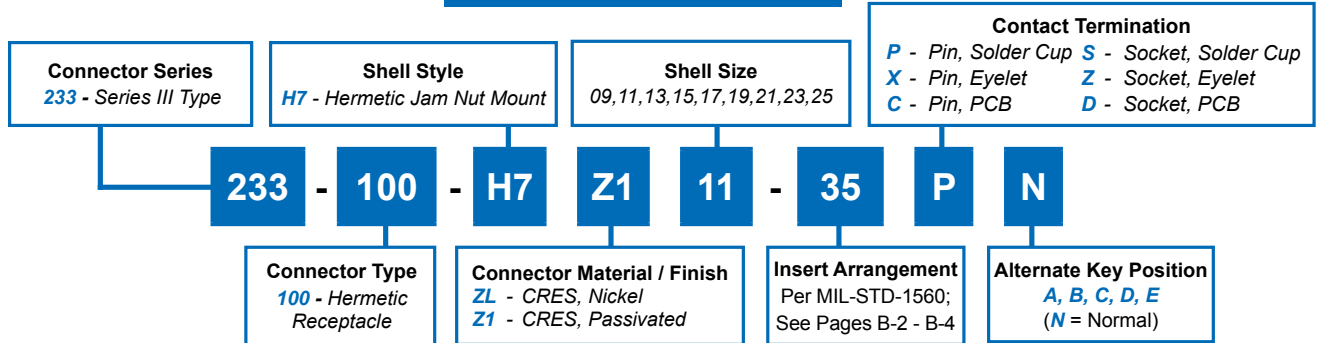 Connector Series
233 - Series III Type
Shell Style
H7 - Hermetic Jam Nut Mount
Shell Size
09,11,13,15,17,19,21,23,25
Contact Termination
P - Pin, Solder Cup S - Socket, Solder Cup
X - Pin, Eyelet Z - Socket, Eyelet
C - Pin, PCB D - Socket, PCB
233 - 100 - H7 Z1 11 - 35 P N
Connector Type
100 - Hermetic
Receptacle
Connector Material / Finish
ZL - CRES, Nickel
Z1 - CRES, Passivated
Insert Arrangement
Per MIL-STD-1560;
See Pages B-2 - B-4
Alternate Key Position
A, B, C, D, E
(N = Normal)